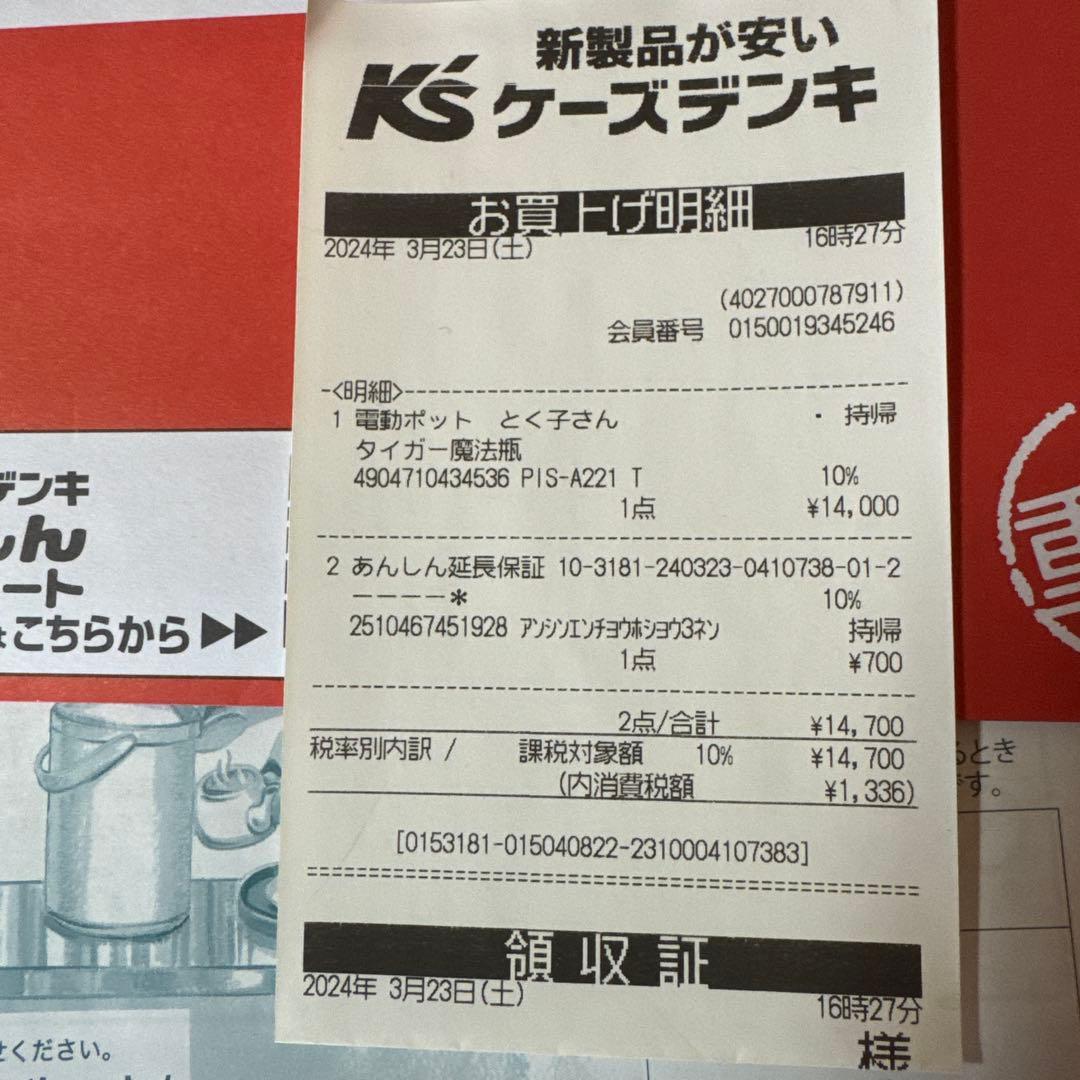 新製品が安い
K's ケーズデンキ
お買上げ明細
2024年 3月23日(土) 16時27分
(4027000787911)
会員番号 0150019345246
-<明細>-----------------------------
1 電動ポット とく子さん ・ 持帰
タイガー魔法瓶
4904710434536 PIS-A221 T 10%
1点 ¥14,000
2 あんしん延長保証 10-3181-240323-0410738-01-2
ーーーー* 10%
2510467451928 アンシンエンチョウホショウ3ネン 持帰
1点 ¥700
2点/合計 ¥14,700
税率別内訳 / 課税対象額 10% ¥14,700
(内消費税額 ¥1,336)
[0153181-015040822-2310004107383]
領収証
2024年 3月23日(土) 16時27分
様
デンキ
しん
ート
こちらから▶▶
せください。
るとき
す。